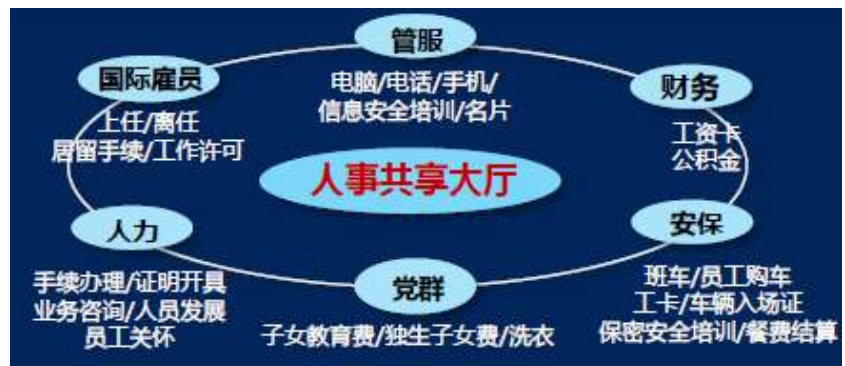 管服
电脑/电话/手机/
信息安全培训/名片
国际雇员
上任/离任
居留手续/工作许可
财务
工资卡
公积金
人事共享大厅
人力
手续办理/证明开具
业务咨询/人员发展
员工关怀
党群
子女教育费/独生子女费/洗衣
安保
班车/员工购车
工卡/车辆入场证
保密安全培训/餐费结算